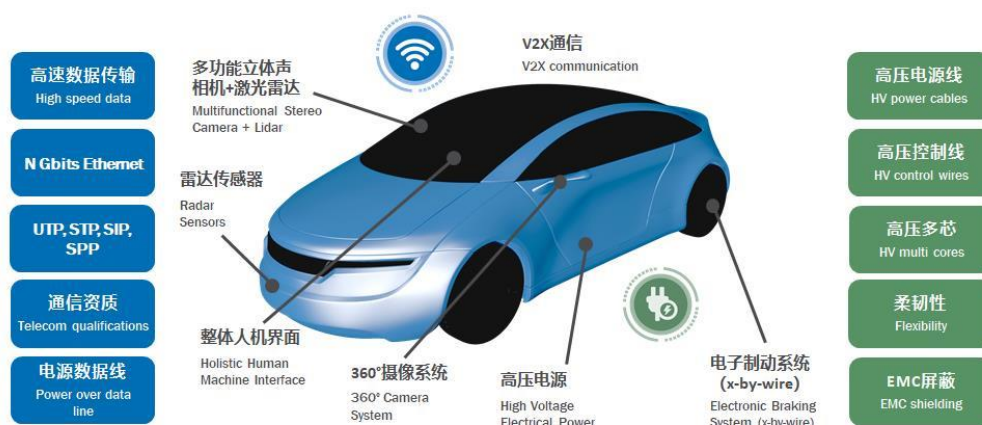 高速数据传输
High speed data
N Gbits Ethernet
UTP, STP, SIP,
SPP
通信资质
Telecom qualifications
电源数据线
Power over data
line
多功能立体声
相机+激光雷达
Multifunctional Stereo
Camera + Lidar
V2X通信
V2X communication
雷达传感器
Radar
Sensors
整体人机界面
Holistic Human
Machine Interface
360°摄像系统
360° Camera
System
高压电源
High Voltage
Electrical Power
电子制动系统
(x-by-wire)
Electronic Braking
System (x-by-wire)
高压电源线
HV power cables
高压控制线
HV control wires
高压多芯
HV multi cores
柔韧性
Flexibility
EMC屏蔽
EMC shielding